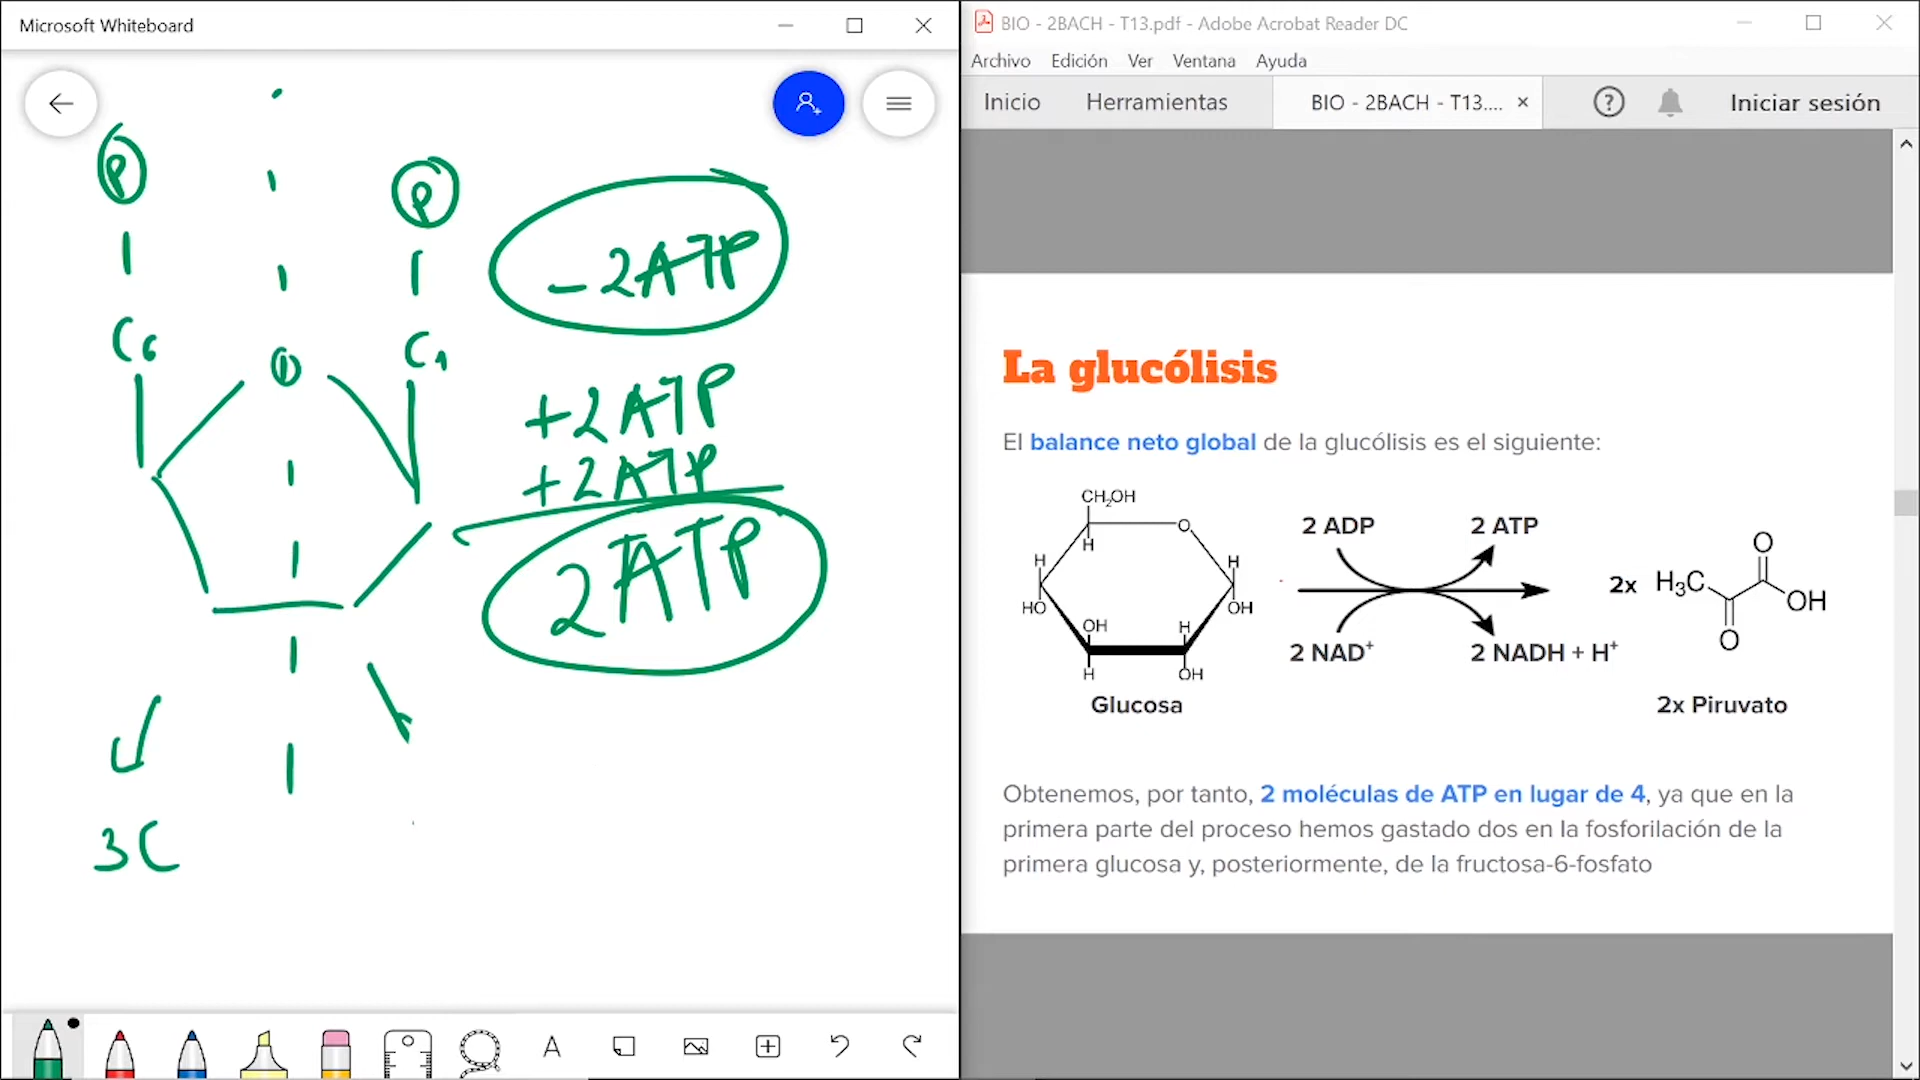 Microsoft Whiteboard
P
P
C6
C1
O
-2ATP
+2ATP
+2ATP
2ATP
3C
A
BIO - 2BACH - T13.pdf - Adobe Acrobat Reader DC
Archivo Edición Ver Ventana Ayuda
Inicio Herramientas BIO - 2BACH - T13.... × ? Iniciar sesión
La glucólisis
El balance neto global de la glucólisis es el siguiente:
CH2OH
O
H
H
H
HO
OH
OH
H
H
OH
Glucosa
2 ADP 2 ATP
2 NAD+ 2 NADH + H+
2x
O
H3C
OH
O
2x Piruvato
Obtenemos, por tanto, 2 moléculas de ATP en lugar de 4, ya que en la
primera parte del proceso hemos gastado dos en la fosforilación de la
primera glucosa y, posteriormente, de la fructosa-6-fosfato